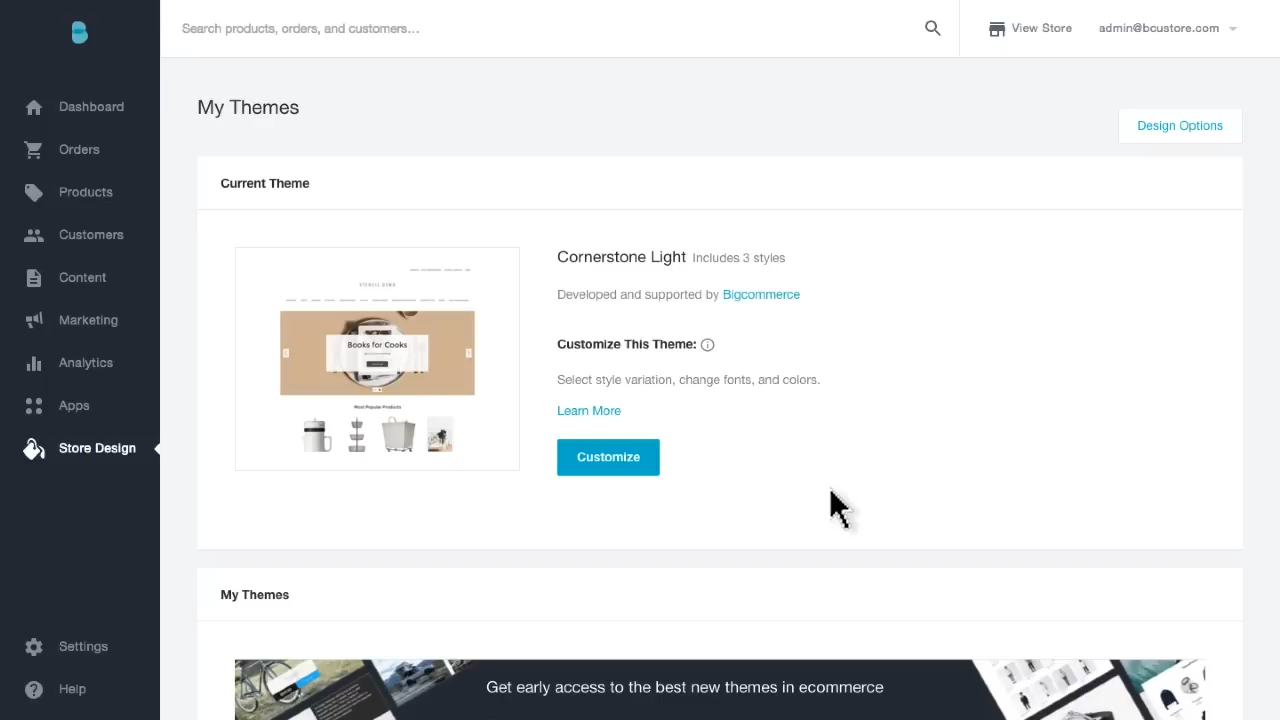 Search products, orders, and customers...
View Store
admin@bcustore.com
Dashboard
Orders
Products
Customers
Content
Marketing
Analytics
Apps
Store Design
Settings
Help
My Themes
Design Options
Current Theme
STENCIL DEMO
Books for Cooks
Most Popular Products
Cornerstone Light Includes 3 styles
Developed and supported by Bigcommerce
Customize This Theme:
Select style variation, change fonts, and colors.
Learn More
Customize
My Themes
Get early access to the best new themes in ecommerce